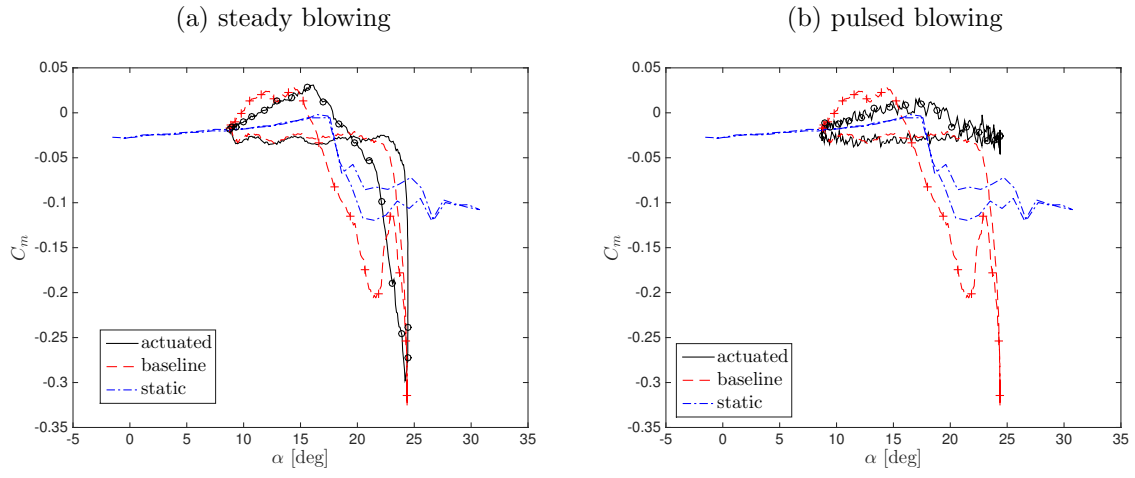 (a) steady blowing
0.05
0
-0.05
-0.1
-0.15
-0.2
-0.25
-0.3
-0.35
C_m
actuated
baseline
static
-5 0 5 10 15 20 25 30 35
α [deg]
(b) pulsed blowing
0.05
0
-0.05
-0.1
-0.15
-0.2
-0.25
-0.3
-0.35
C_m
actuated
baseline
static
-5 0 5 10 15 20 25 30 35
α [deg]